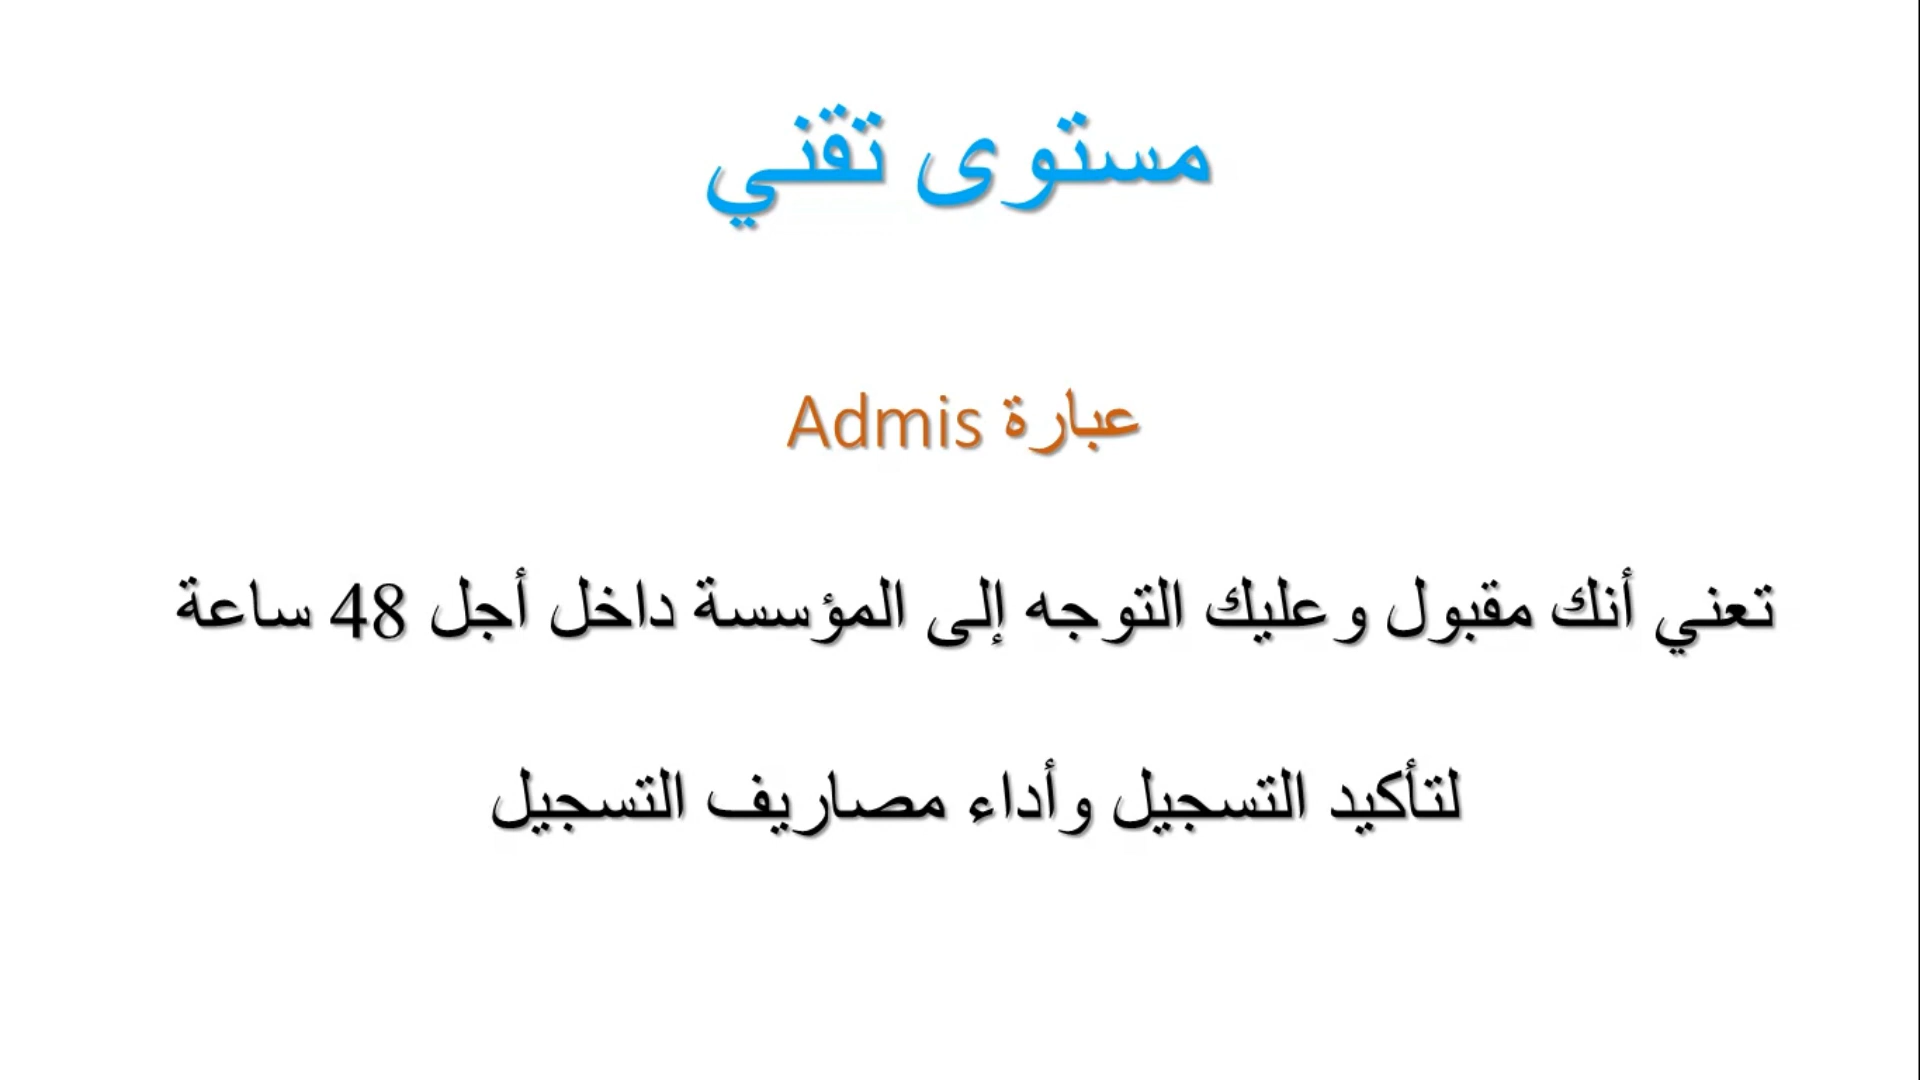 مستوى تقني
عبارة Admis
تعني أنك مقبول وعليك التوجه إلى المؤسسة داخل أجل 48 ساعة
لتأكيد التسجيل وأداء مصاريف التسجيل